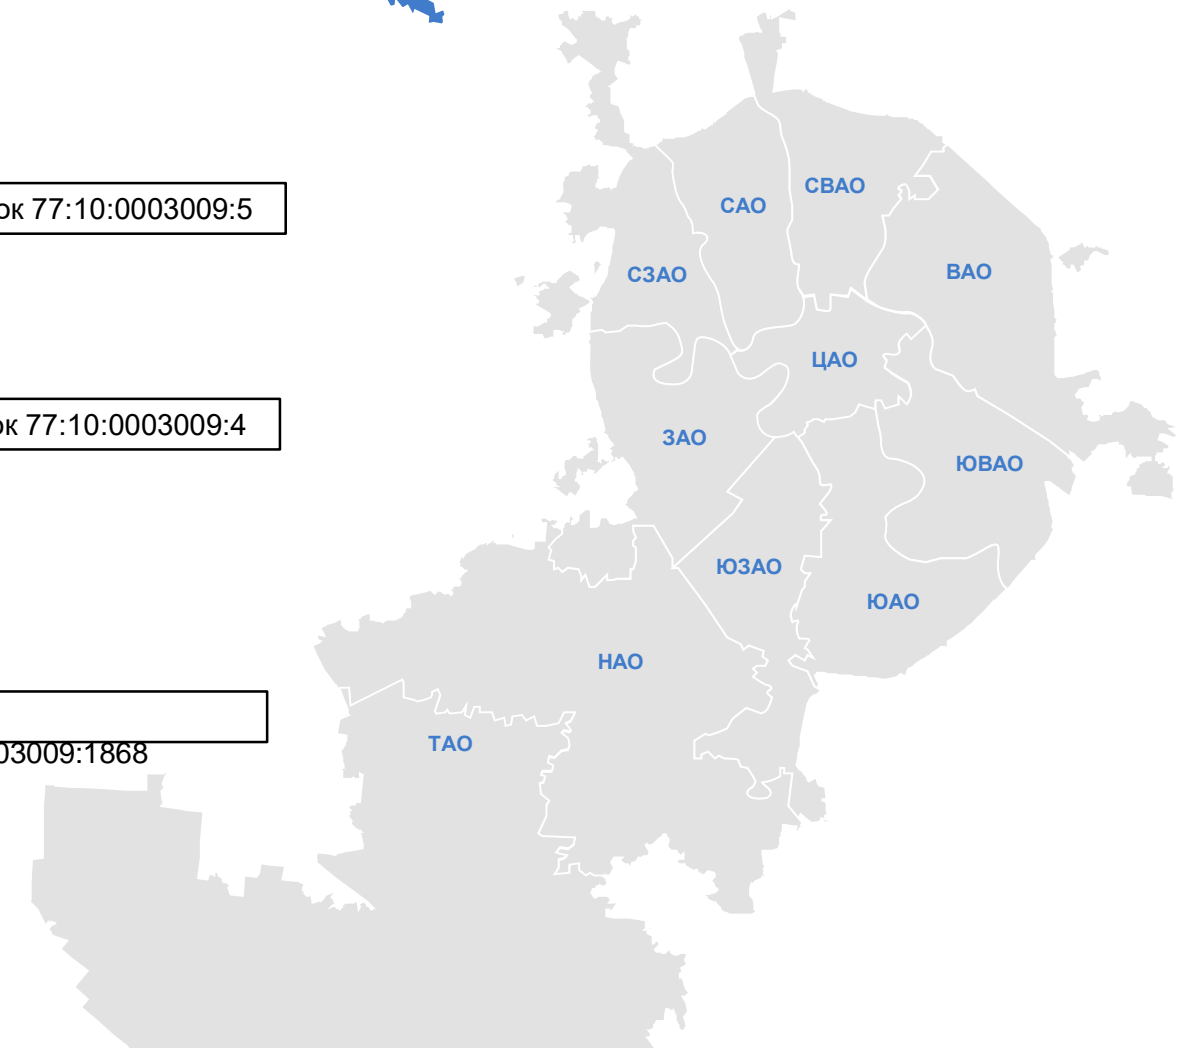 СВАО
ок 77:10:0003009:5
САО
СЗАО
ВАО
ЦАО
ок 77:10:0003009:4
ЗАО
ЮВАО
ЮЗАО
ЮАО
НАО
ТАО
03009:1868